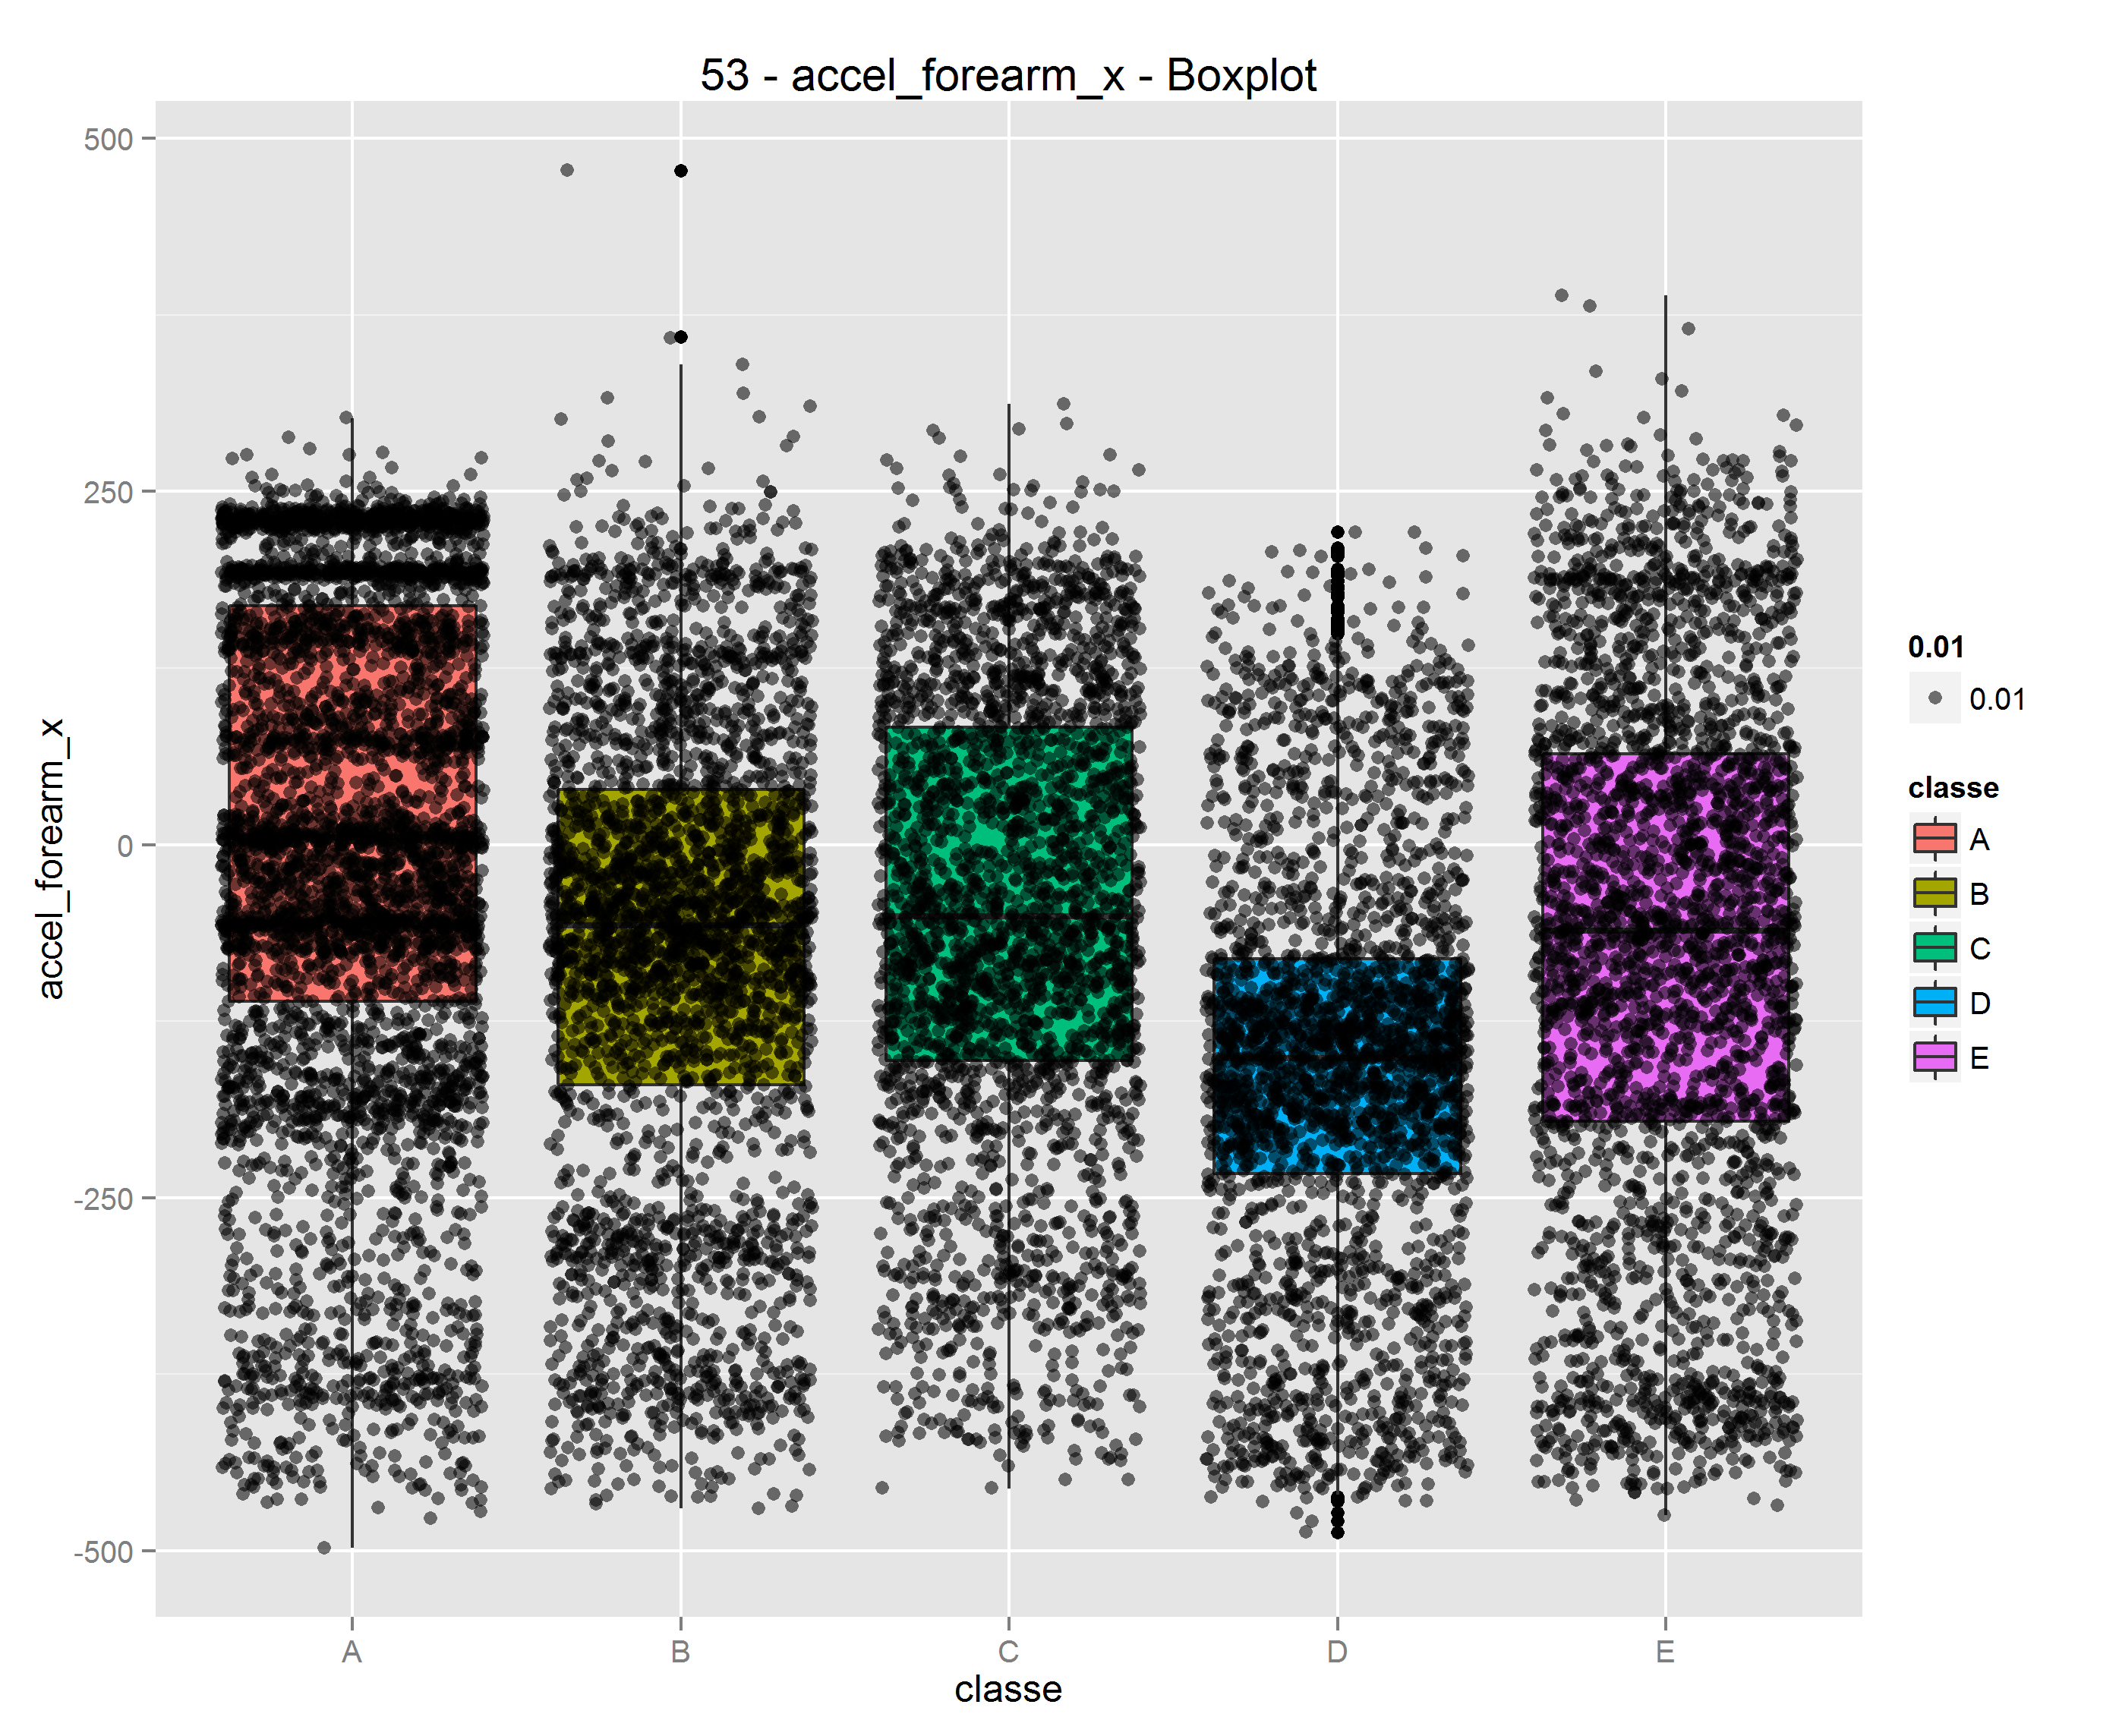 53 - accel_forearm_x - Boxplot
accel_forearm_x
500
250
0
-250
-500
A B C D E
classe
0.01
0.01
classe
A
B
C
D
E